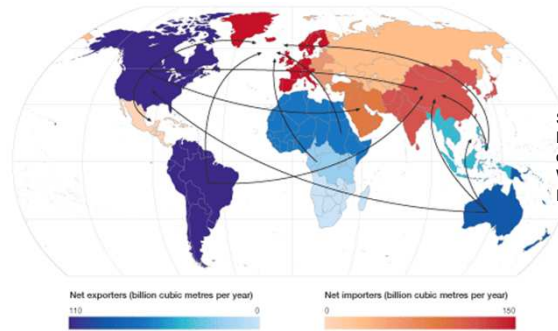 Net exporters (billion cubic metres per year)
110 0
Net importers (billion cubic metres per year)
0 150